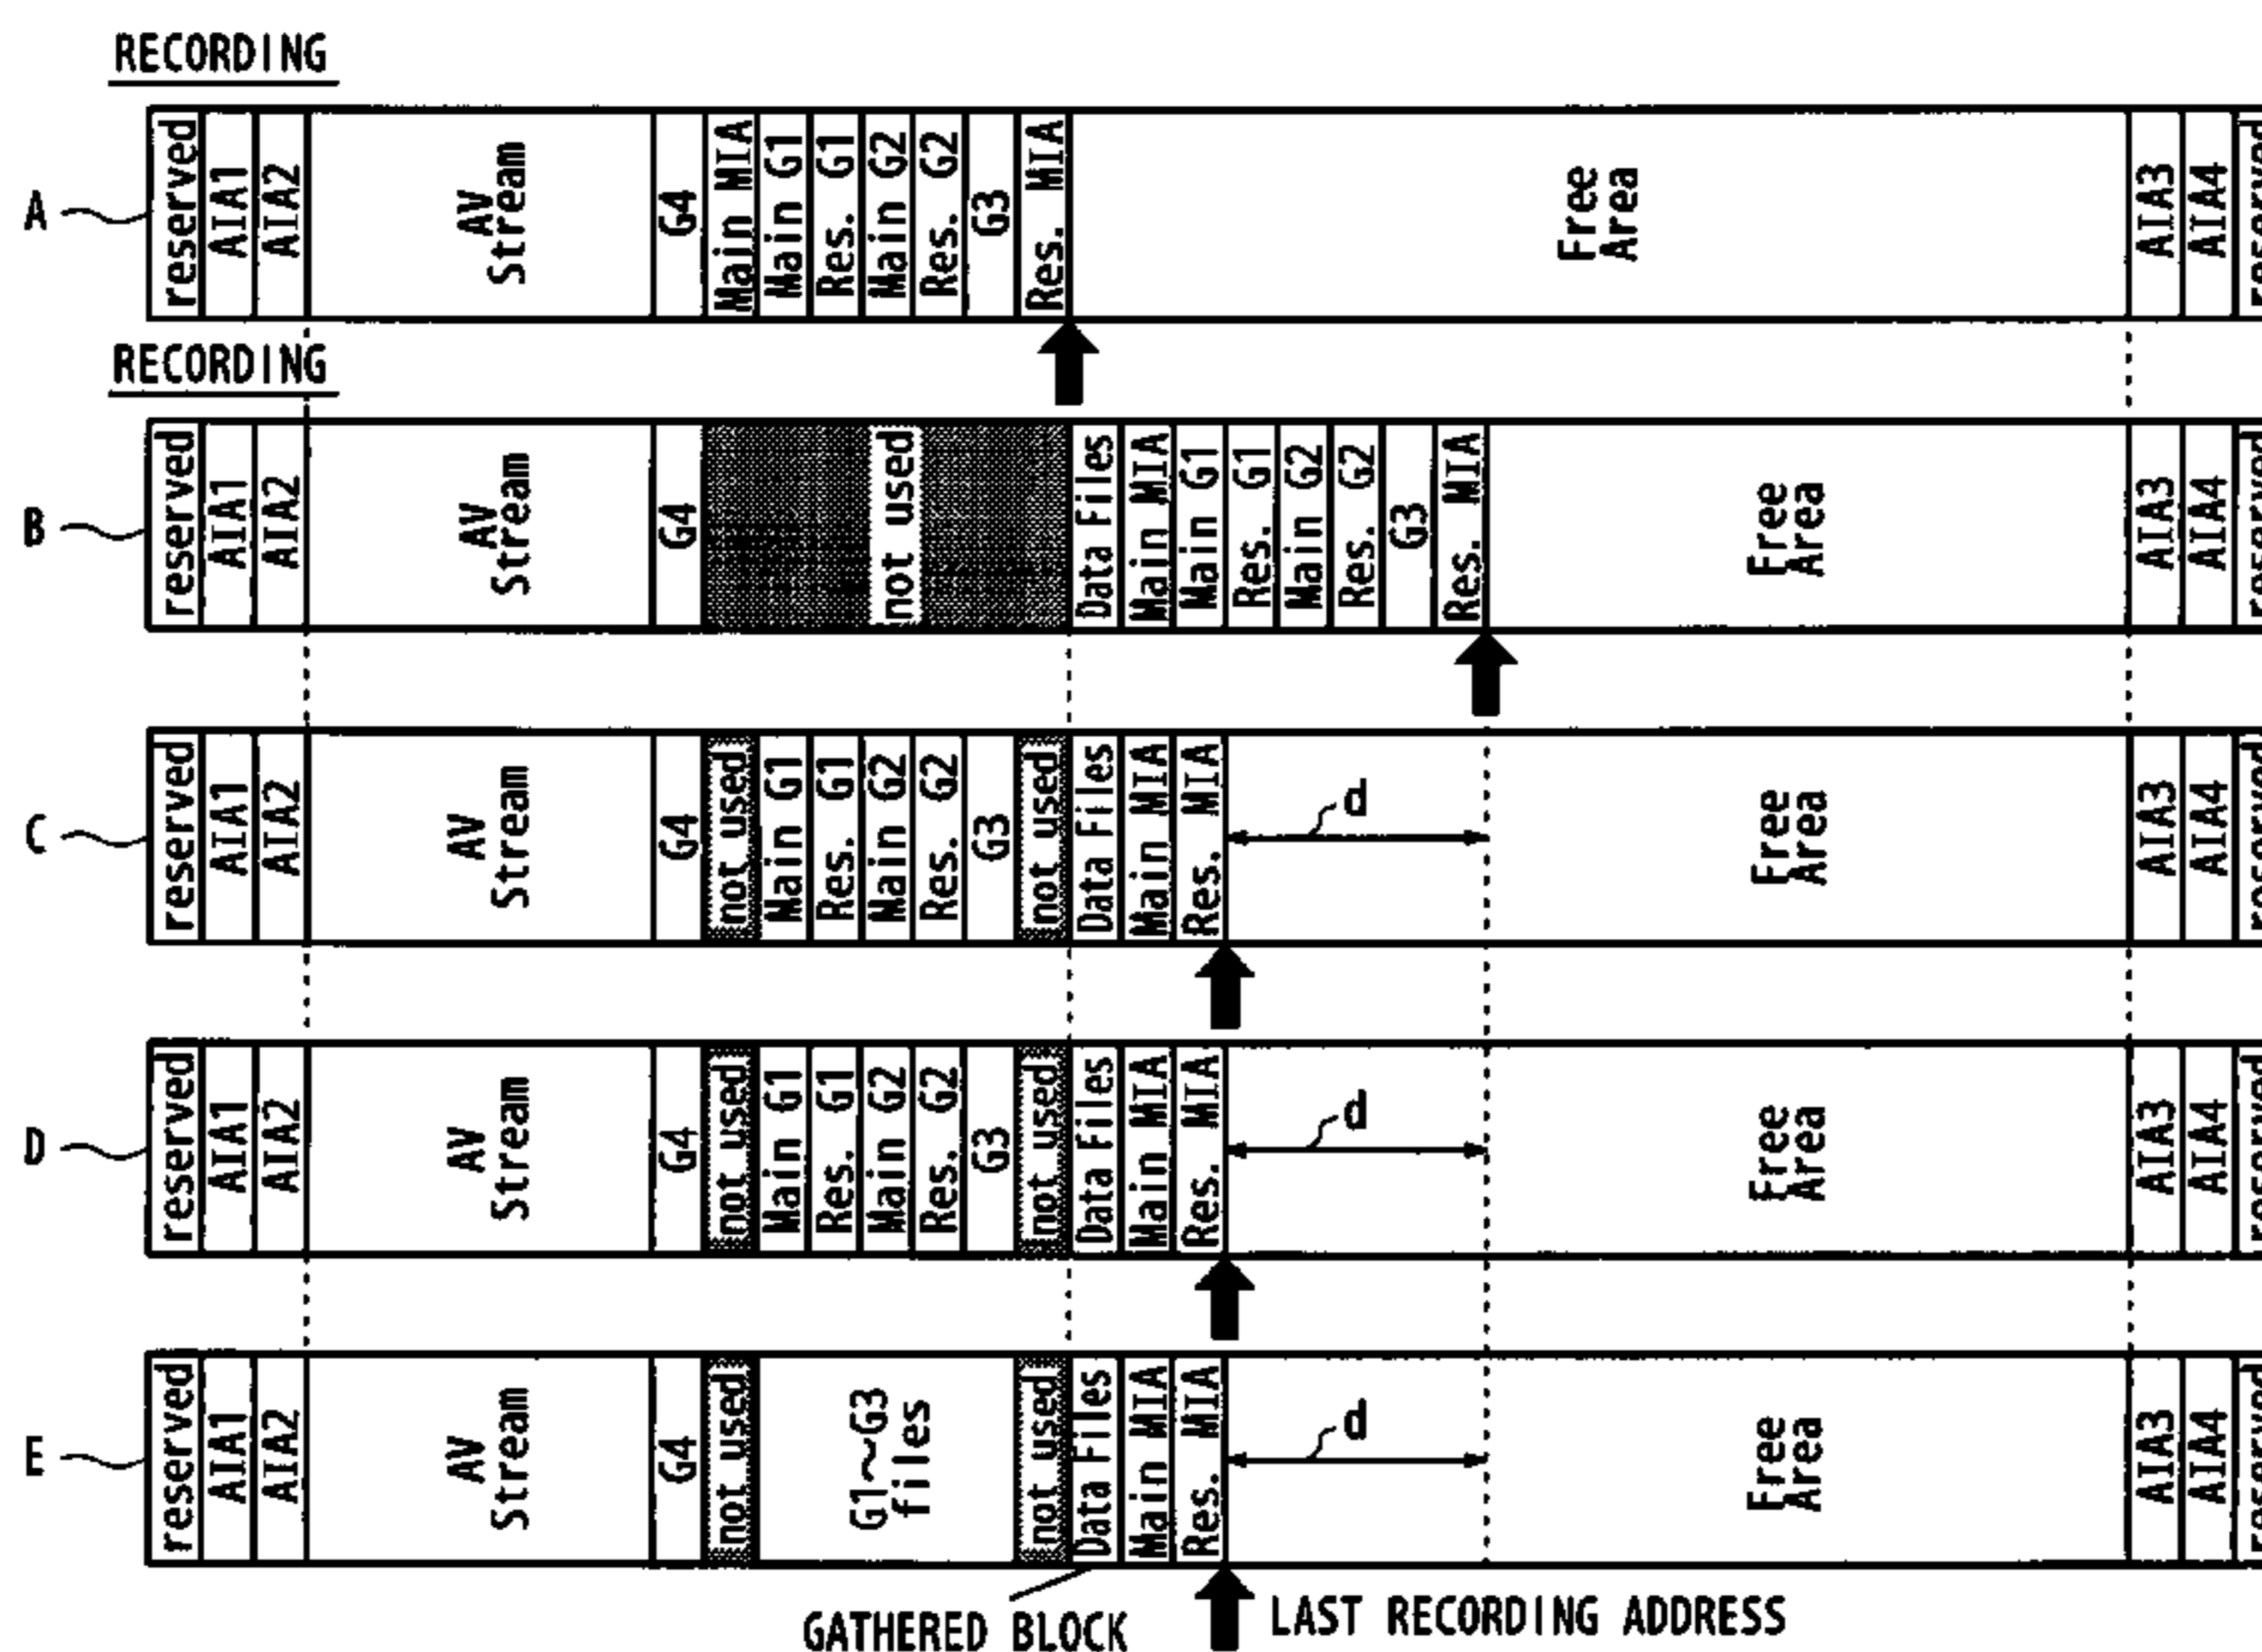 RECORDING
A
reserved
AIA1
AIA2
AV
Stream
G4
Main MIA
Main G1
Res. G1
Main G2
Res. G2
G3
Res. MIA
Free
Area
AIA3
AIA4
reserved
RECORDING
B
reserved
AIA1
AIA2
AV
Stream
G4
not used
Data Files
Main MIA
Main G1
Res. G1
Main G2
Res. G2
G3
Res. MIA
Free
Area
AIA3
AIA4
reserved
C
reserved
AIA1
AIA2
AV
Stream
G4
not used
Main G1
Res. G1
Main G2
Res. G2
G3
not used
Data Files
Main MIA
Res. MIA
d
Free
Area
AIA3
AIA4
reserved
D
reserved
AIA1
AIA2
AV
Stream
G4
not used
Main G1
Res. G1
Main G2
Res. G2
G3
not used
Data Files
Main MIA
Res. MIA
d
Free
Area
AIA3
AIA4
reserved
E
reserved
AIA1
AIA2
AV
Stream
G4
not used
G1~G3
files
not used
Data Files
Main MIA
Res. MIA
d
Free
Area
AIA3
AIA4
reserved
GATHERED BLOCK
LAST RECORDING ADDRESS